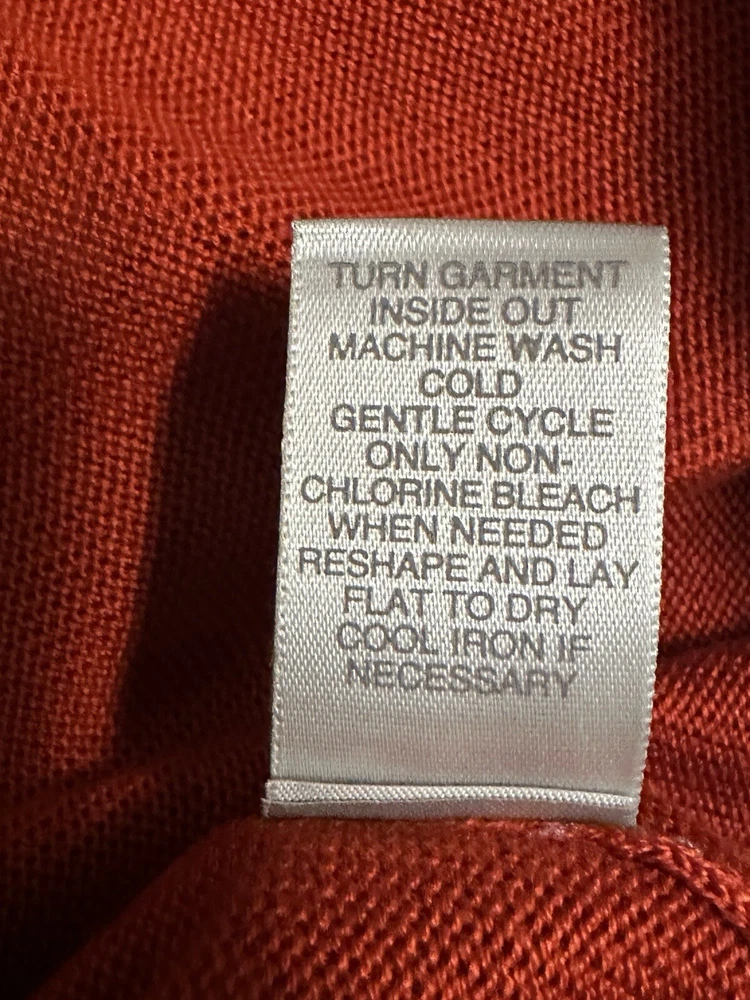 TURN GARMENT
INSIDE OUT
MACHINE WASH
COLD
GENTLE CYCLE
ONLY NON-
CHLORINE BLEACH
WHEN NEEDED
RESHAPE AND LAY
FLAT TO DRY
COOL IRON IF
NECESSARY